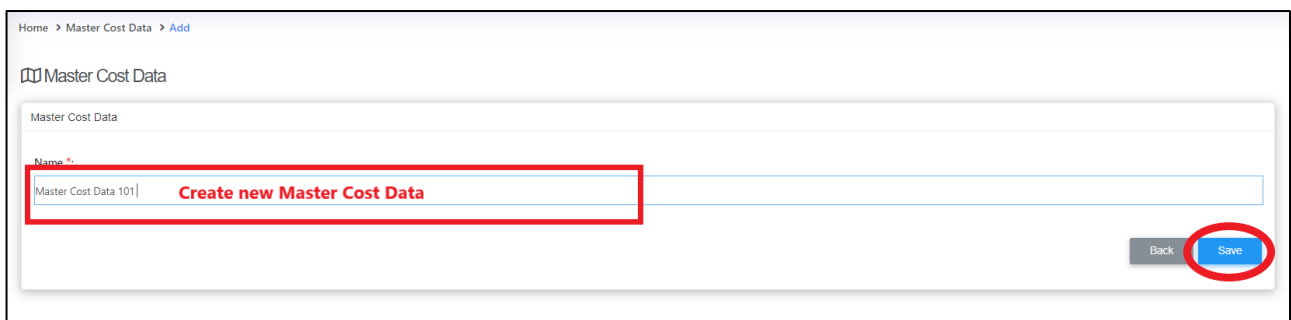 Home > Master Cost Data > Add
Master Cost Data
Master Cost Data
Name *:
Master Cost Data 101 Create new Master Cost Data
Back Save